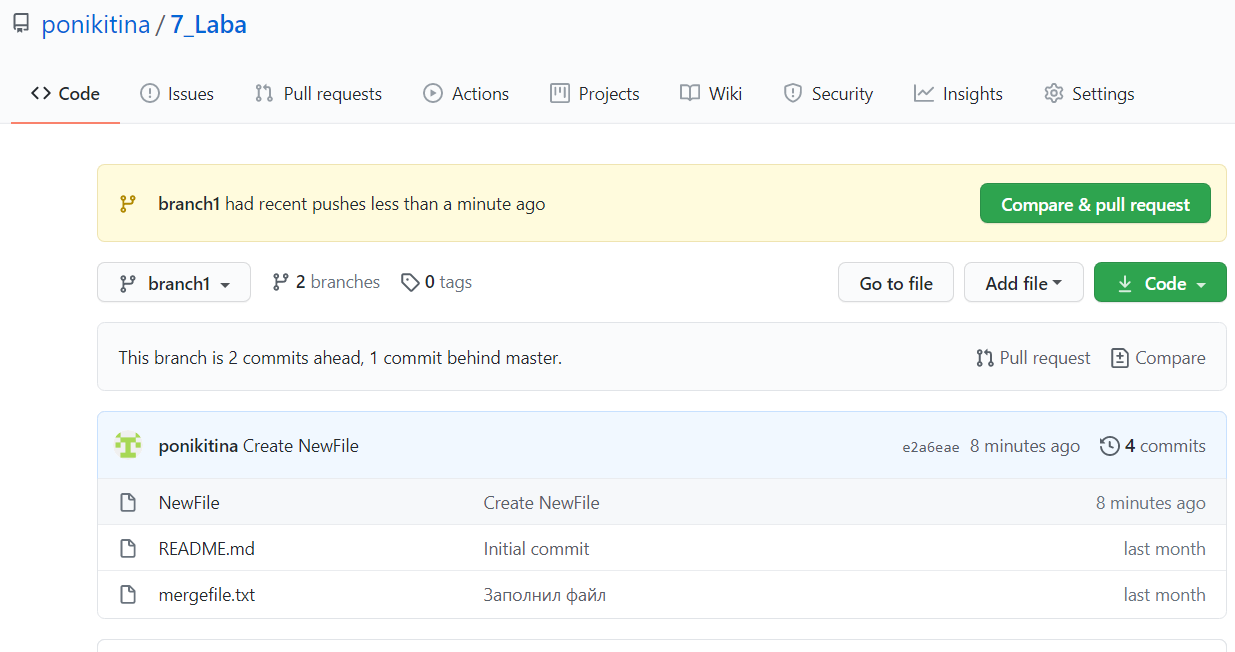 ponikitina / 7_Laba
Code Issues Pull requests Actions Projects Wiki Security Insights Settings
branch1 had recent pushes less than a minute ago Compare & pull request
branch1 2 branches 0 tags Go to file Add file Code
This branch is 2 commits ahead, 1 commit behind master. Pull request Compare
ponikitina Create NewFile e2a6eae 8 minutes ago 4 commits
NewFile Create NewFile 8 minutes ago
README.md Initial commit last month
mergefile.txt Заполнил файл last month